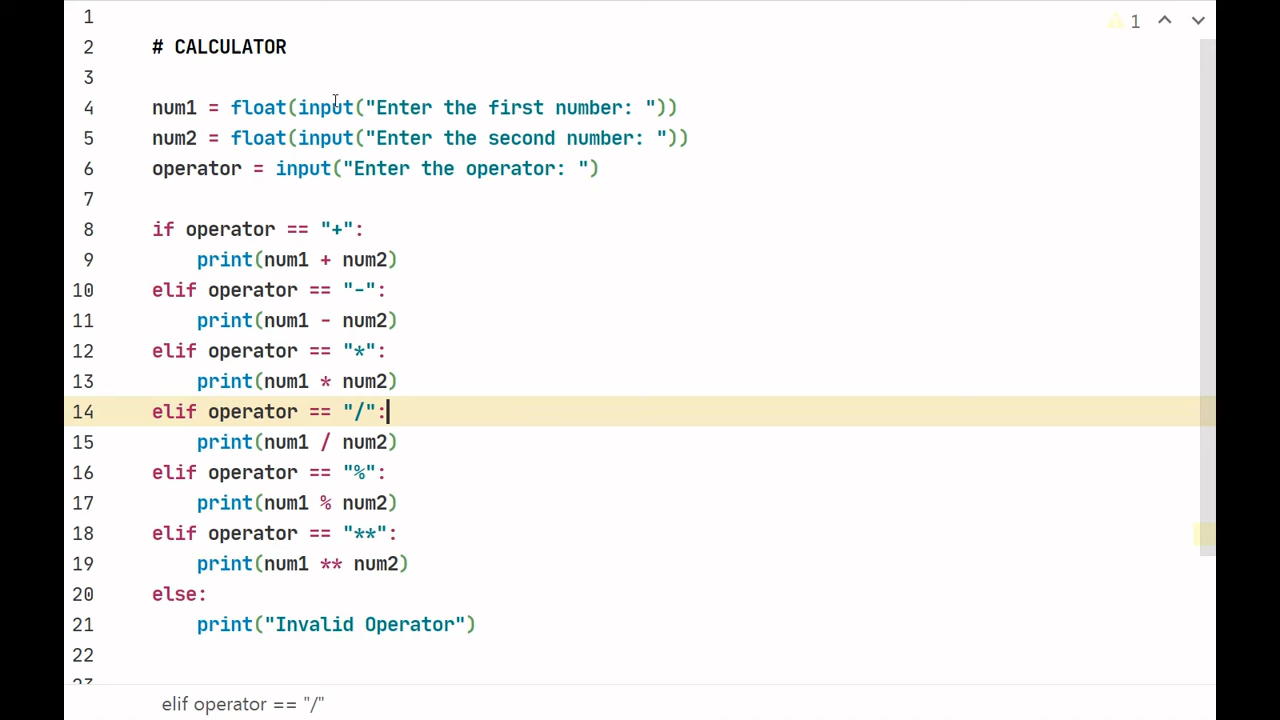 1
2 # CALCULATOR
3
4 num1 = float(input("Enter the first number: "))
5 num2 = float(input("Enter the second number: "))
6 operator = input("Enter the operator: ")
7
8 if operator == "+":
9     print(num1 + num2)
10 elif operator == "-":
11     print(num1 - num2)
12 elif operator == "*":
13     print(num1 * num2)
14 elif operator == "/":
15     print(num1 / num2)
16 elif operator == "%":
17     print(num1 % num2)
18 elif operator == "**":
19     print(num1 ** num2)
20 else:
21     print("Invalid Operator")
22
1
elif operator == "/"